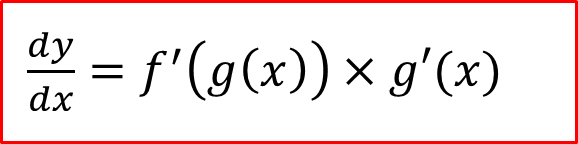 dy/dx = f′(g(x)) × g′(x)